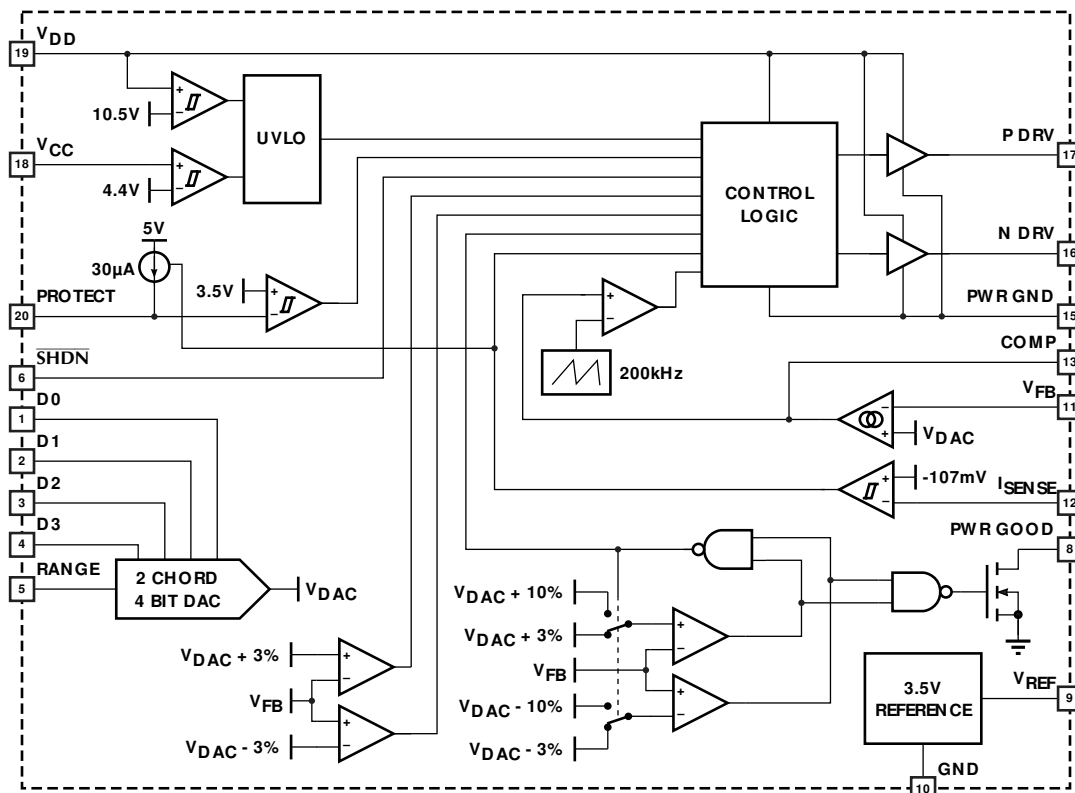 VDD
19
+
−
10.5V
UVLO
VCC
18
+
−
4.4V
CONTROL
LOGIC
P DRV
17
N DRV
16
5V
30µA
PROTECT
20
3.5V
+
−
+
−
200kHz
PWR GND
15
COMP
13
VFB
11
−
+
VDAC
SHDN
6
D0
1
D1
2
D2
3
D3
4
RANGE
5
2 CHORD
4 BIT DAC
VDAC
+
−
-107mV
ISENSE
12
PWR GOOD
8
VDAC + 10%
VDAC + 3%
+
−
VFB
VDAC - 10%
+
−
VDAC - 3%
VDAC + 3%
+
−
VFB
+
−
VDAC - 3%
3.5V
REFERENCE
VREF
9
GND
10